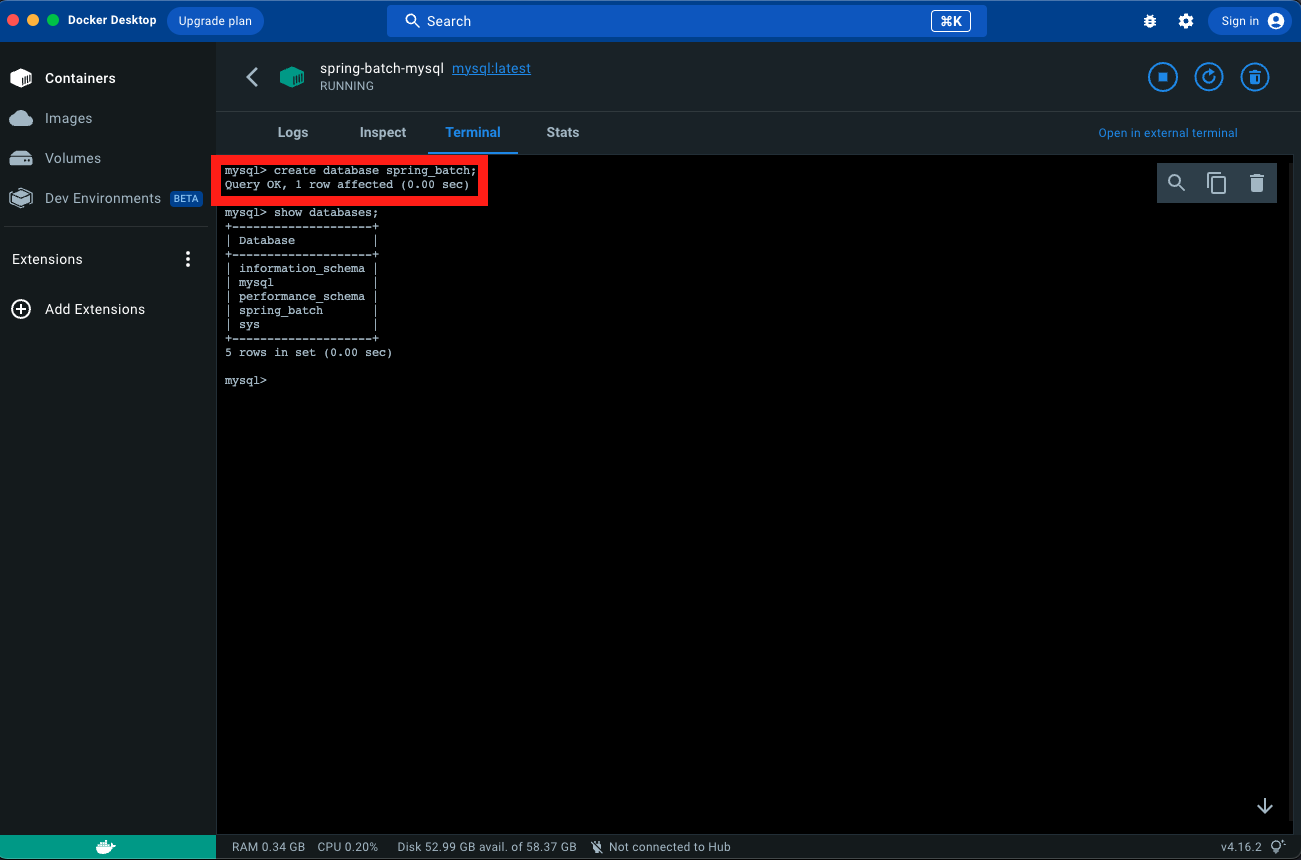 Docker Desktop
Upgrade plan
Search
⌘K
Sign in
Containers
Images
Volumes
Dev Environments BETA
Extensions
Add Extensions
spring-batch-mysql mysql:latest
RUNNING
Logs Inspect Terminal Stats
Open in external terminal
mysql> create database spring_batch;
Query OK, 1 row affected (0.00 sec)
mysql> show databases;
+--------------------+
| Database           |
+--------------------+
| information_schema |
| mysql              |
| performance_schema |
| spring_batch       |
| sys                |
+--------------------+
5 rows in set (0.00 sec)
mysql>
RAM 0.34 GB CPU 0.20% Disk 52.99 GB avail. of 58.37 GB Not connected to Hub
v4.16.2